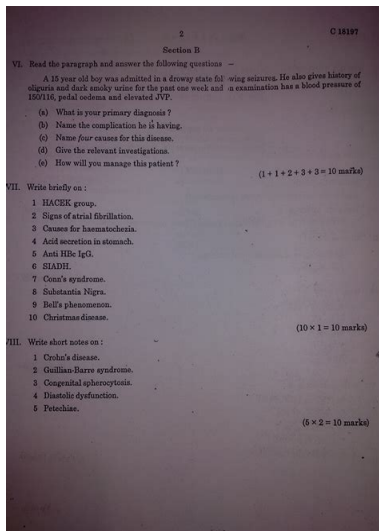 2
C 18197
Section B
VI. Read the paragraph and answer the following questions –
A 15 year old boy was admitted in a drowsy state fol wing seizures. He also gives history of
oliguria and dark smoky urine for the past one week and on examination has a blood pressure of
150/116, pedal oedema and elevated JVP.
(a) What is your primary diagnosis ?
(b) Name the complication he is having.
(c) Name four causes for this disease.
(d) Give the relevant investigations.
(e) How will you manage this patient ?
(1 + 1 + 2 + 3 + 3 = 10 marks)
VII. Write briefly on :
1 HACEK group.
2 Signs of atrial fibrillation.
3 Causes for haematochezia.
4 Acid secretion in stomach.
5 Anti HBc IgG.
6 SIADH.
7 Conn's syndrome.
8 Substantia Nigra.
9 Bell's phenomenon.
10 Christmas disease.
(10 × 1 = 10 marks)
VIII. Write short notes on :
1 Crohn's disease.
2 Guillian-Barre syndrome.
3 Congenital spherocytosis.
4 Diastolic dysfunction.
5 Petechiae.
(5 × 2 = 10 marks)